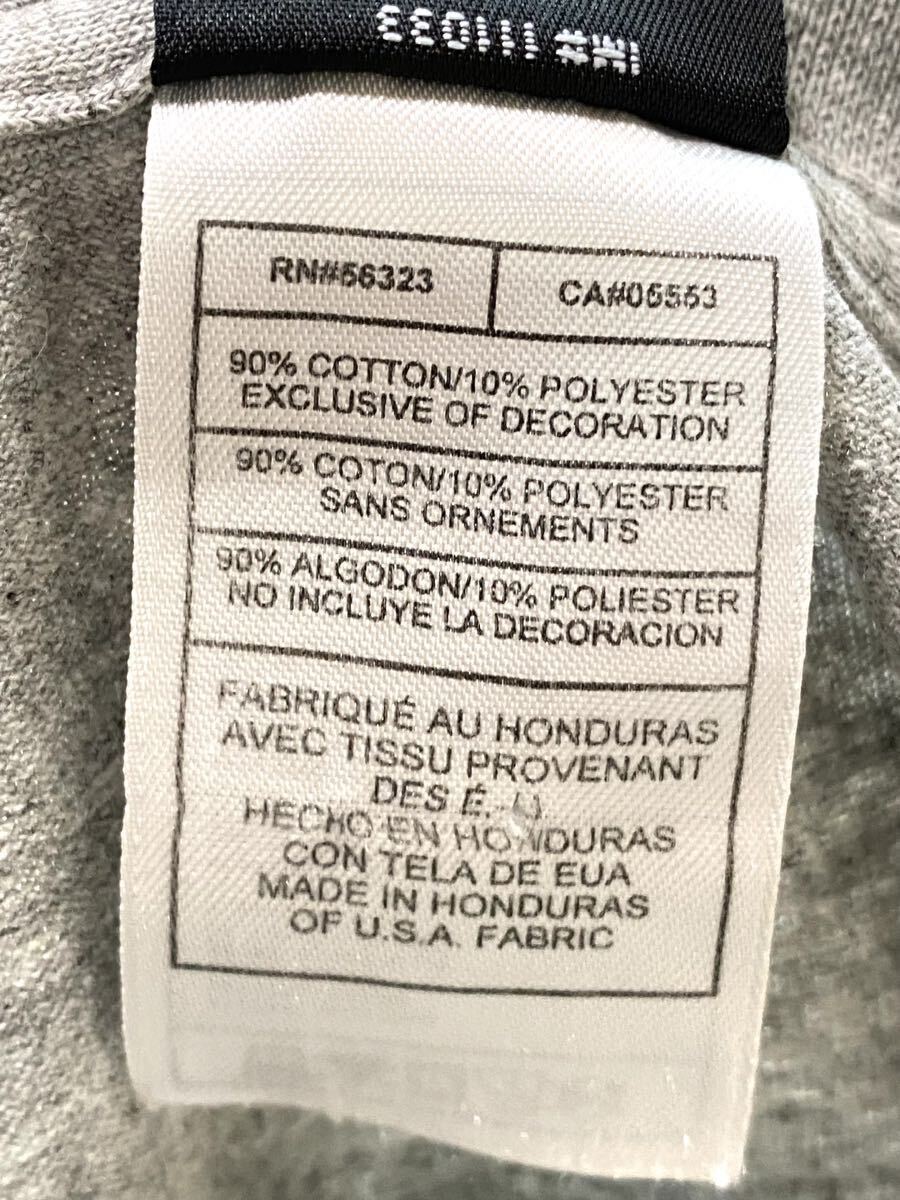 RN#56323
CA#05553
90% COTTON/10% POLYESTER
EXCLUSIVE OF DECORATION
90% COTON/10% POLYESTER
SANS ORNEMENTS
90% ALGODON/10% POLIESTER
NO INCLUYE LA DECORACION
FABRIQUÉ AU HONDURAS
AVEC TISSU PROVENANT
DES É.-U.
HECHO EN HONDURAS
CON TELA DE EUA
MADE IN HONDURAS
OF U.S.A. FABRIC